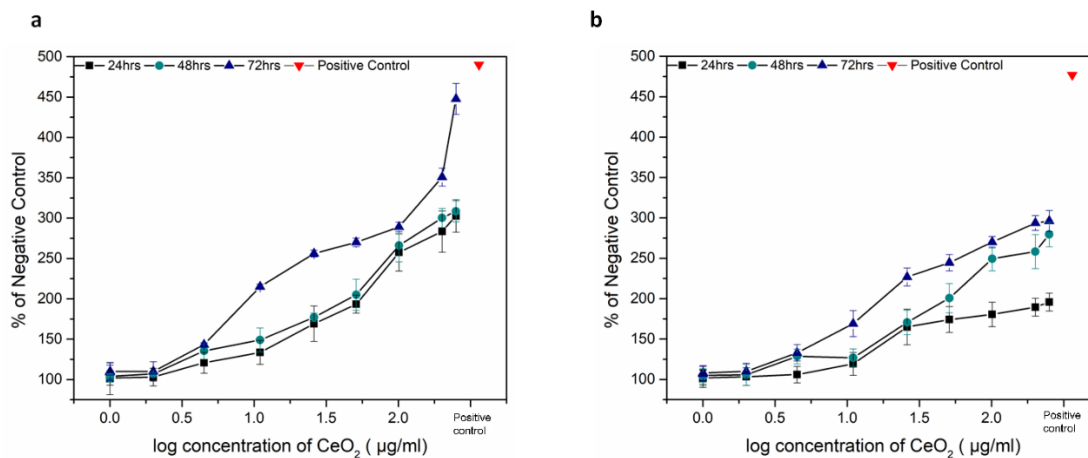 a
500
450
400
350
300
250
200
150
100
% of Negative Control
24hrs 48hrs 72hrs Positive Control
0.0 0.5 1.0 1.5 2.0 Positive control
log concentration of CeO₂ ( µg/ml)
b
500
450
400
350
300
250
200
150
100
% of Negative Control
24hrs 48hrs 72hrs Positive Control
0.0 0.5 1.0 1.5 2.0 Positive control
log concentration of CeO₂ ( µg/ml)